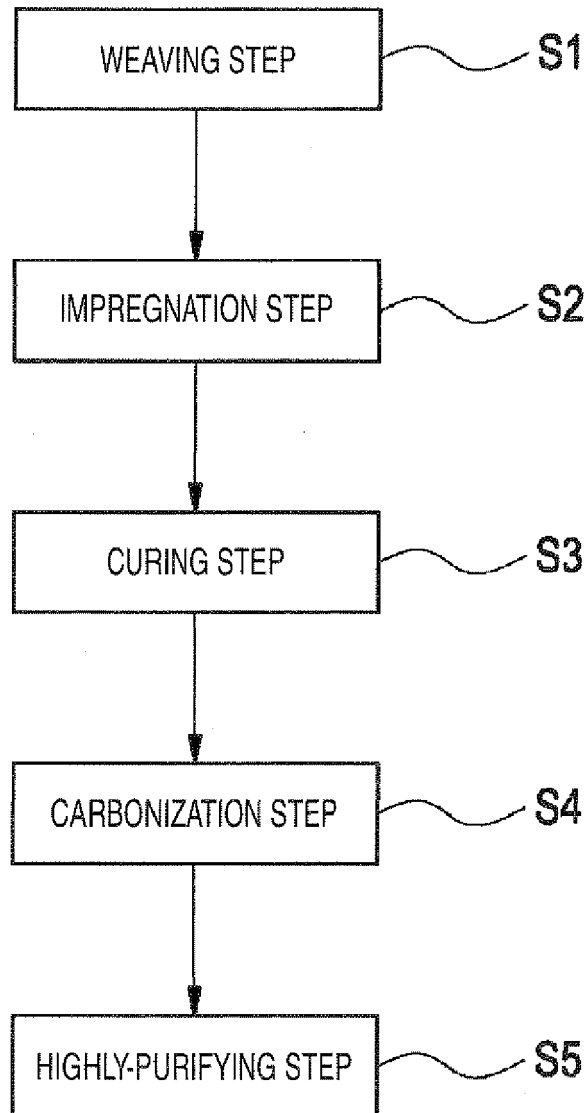 WEAVING STEP S1
IMPREGNATION STEP S2
CURING STEP S3
CARBONIZATION STEP S4
HIGHLY-PURIFYING STEP S5